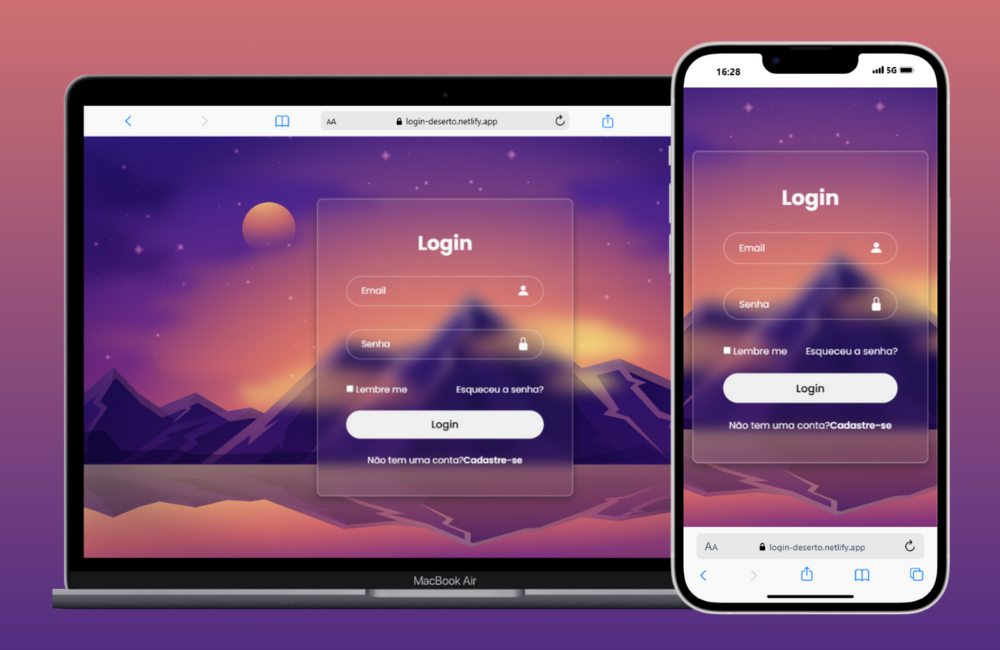 AA login-deserto.netlify.app
Login
Email
Senha
Lembre me Esqueceu a senha?
Login
Não tem uma conta?Cadastre-se
MacBook Air
16:28 5G
Login
Email
Senha
Lembre me Esqueceu a senha?
Login
Não tem uma conta?Cadastre-se
AA login-deserto.netlify.app